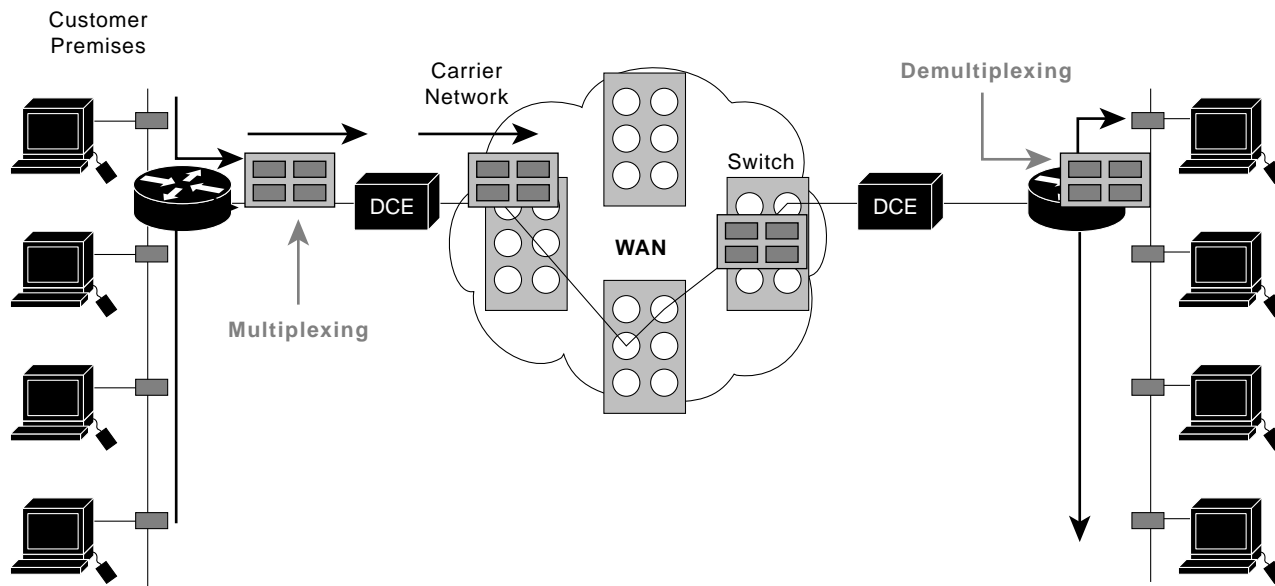 Customer
Premises
Carrier
Network
Demultiplexing
Switch
DCE
DCE
WAN
Multiplexing